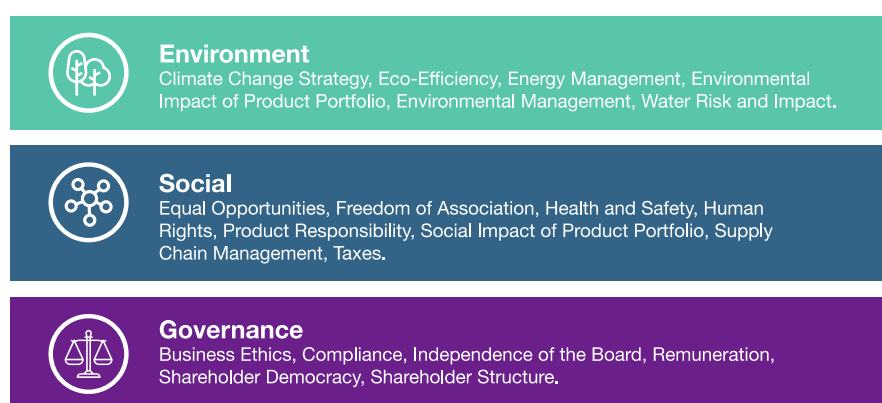 Environment
Climate Change Strategy, Eco-Efficiency, Energy Management, Environmental
Impact of Product Portfolio, Environmental Management, Water Risk and Impact.
Social
Equal Opportunities, Freedom of Association, Health and Safety, Human
Rights, Product Responsibility, Social Impact of Product Portfolio, Supply
Chain Management, Taxes.
Governance
Business Ethics, Compliance, Independence of the Board, Remuneration,
Shareholder Democracy, Shareholder Structure.